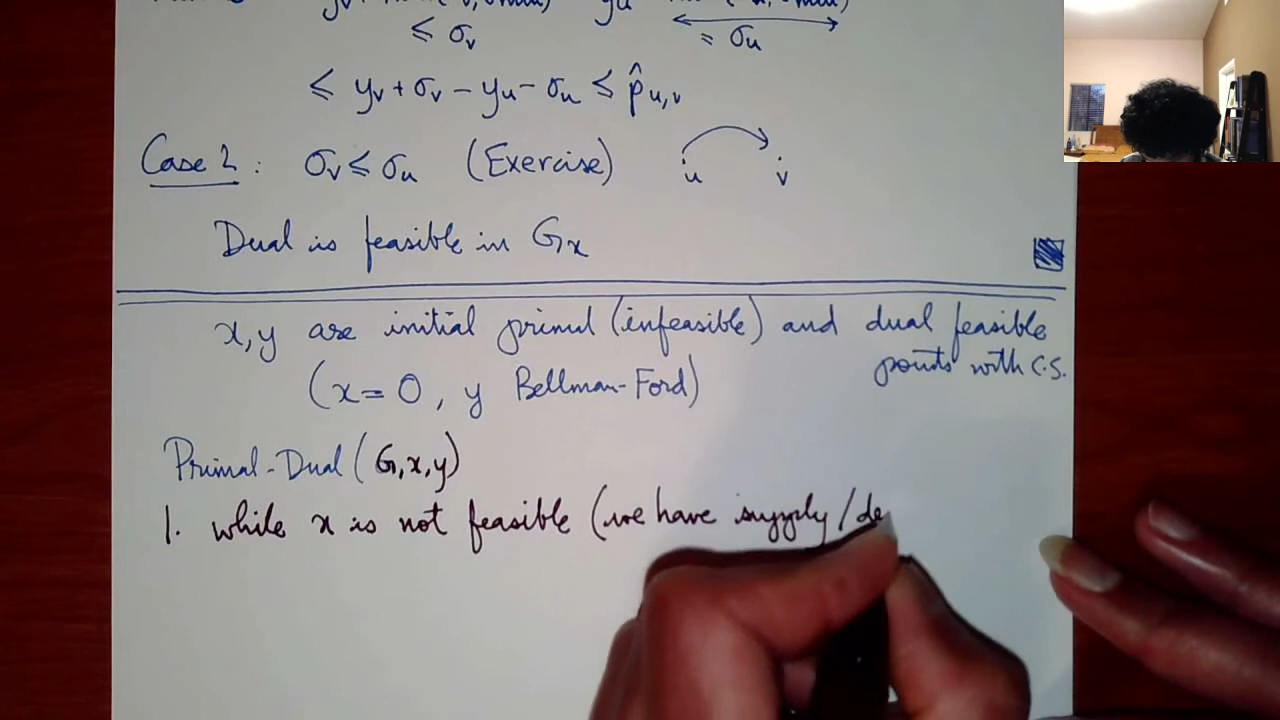 ≤ σv = σu
≤ yv + σv − yu − σu ≤ p̂u,v
Case 2 : σv ≤ σu (Exercise) u v
Dual is feasible in Gx
x, y are initial primal (infeasible) and dual feasible
points with C.S.
(x = 0, y Bellman-Ford)
Primal-Dual (G, x, y)
1. while x is not feasible (we have supply/de